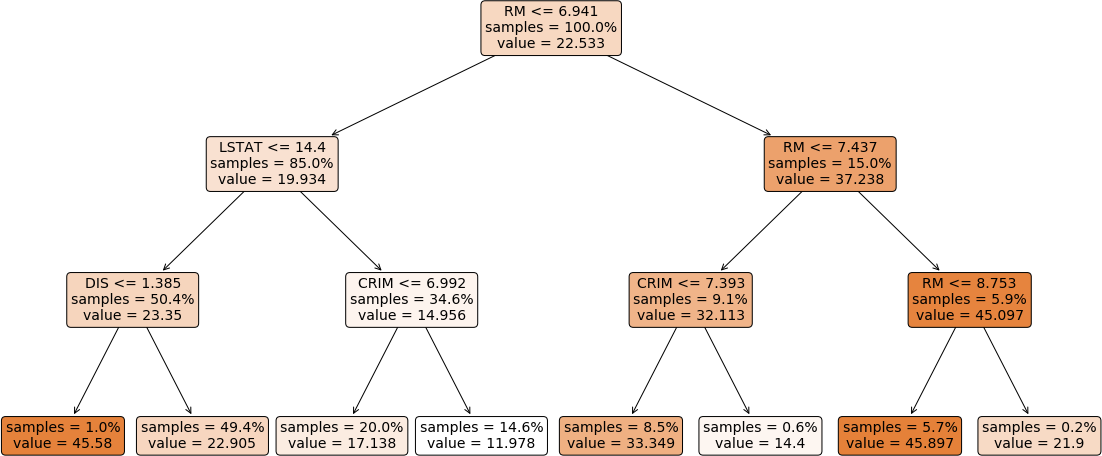 RM <= 6.941
samples = 100.0%
value = 22.533
LSTAT <= 14.4
samples = 85.0%
value = 19.934
RM <= 7.437
samples = 15.0%
value = 37.238
DIS <= 1.385
samples = 50.4%
value = 23.35
CRIM <= 6.992
samples = 34.6%
value = 14.956
CRIM <= 7.393
samples = 9.1%
value = 32.113
RM <= 8.753
samples = 5.9%
value = 45.097
samples = 1.0%
value = 45.58
samples = 49.4%
value = 22.905
samples = 20.0%
value = 17.138
samples = 14.6%
value = 11.978
samples = 8.5%
value = 33.349
samples = 0.6%
value = 14.4
samples = 5.7%
value = 45.897
samples = 0.2%
value = 21.9